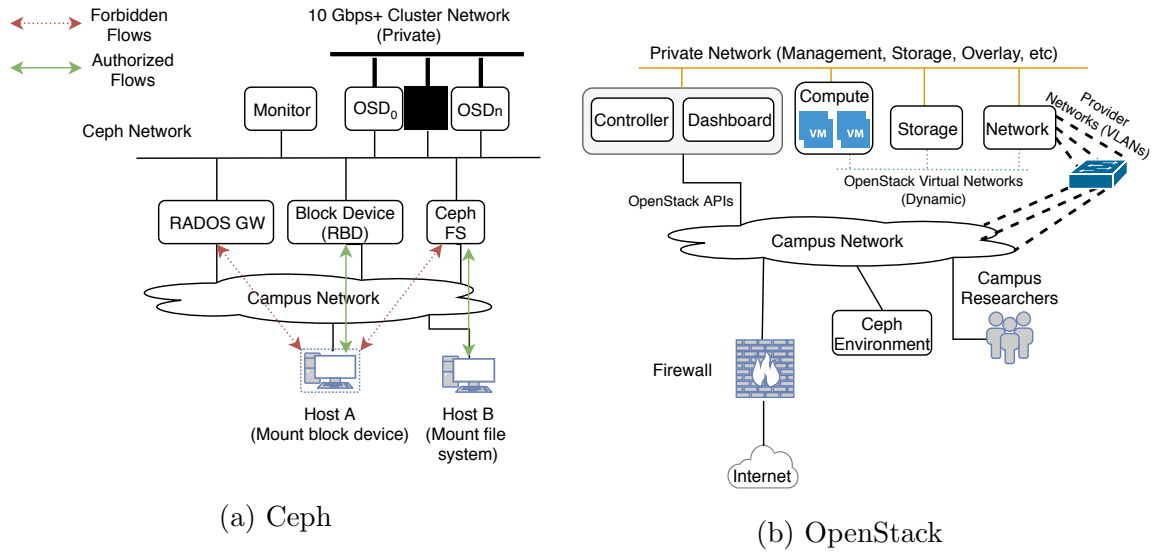 Forbidden
Flows
Authorized
Flows
10 Gbps+ Cluster Network
(Private)
Monitor
OSD0
OSDn
Ceph Network
RADOS GW
Block Device
(RBD)
Ceph
FS
Campus Network
Host A
(Mount block device)
Host B
(Mount file
system)
(a) Ceph
Private Network (Management, Storage, Overlay, etc)
Controller
Dashboard
Compute
VM
VM
Storage
Network
Provider
Networks (VLANs)
OpenStack Virtual Networks
(Dynamic)
OpenStack APIs
Campus Network
Campus
Researchers
Ceph
Environment
Firewall
Internet
(b) OpenStack